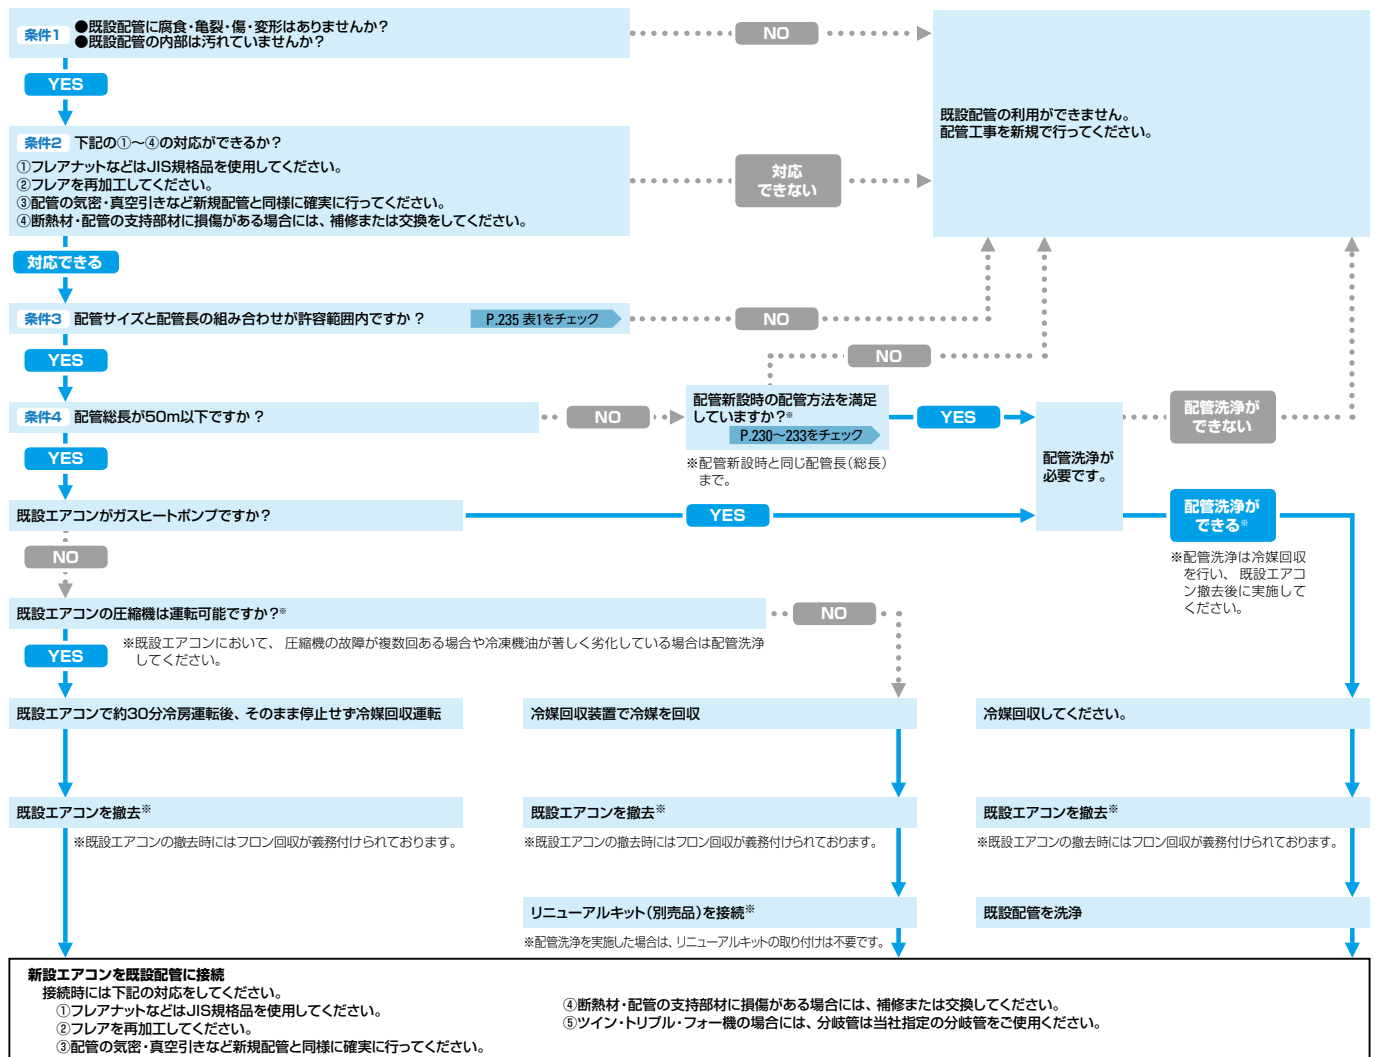 条件1
●既設配管に腐食・亀裂・傷・変形はありませんか?
●既設配管の内部は汚れていませんか?
NO
既設配管の利用ができません。
配管工事を新規で行ってください。
YES
条件2 下記の①〜④の対応ができるか?
①フレアナットなどはJIS規格品を使用してください。
②フレアを再加工してください。
③配管の気密・真空引きなど新規配管と同様に確実に行ってください。
④断熱材・配管の支持部材に損傷がある場合には、補修または交換をしてください。
対応
できない
対応できる
条件3 配管サイズと配管長の組み合わせが許容範囲内ですか? P.235 表1をチェック
NO
YES
NO
条件4 配管総長が50m以下ですか?
NO
配管新設時の配管方法を満足
していますか?※
P.230〜233をチェック
※配管新設時と同じ配管長(総長)
まで。
YES
配管洗浄が
必要です。
配管洗浄が
できない
YES
既設エアコンがガスヒートポンプですか?
YES
配管洗浄が
できる※
※配管洗浄は冷媒回収
を行い、既設エアコ
ン撤去後に実施して
ください。
NO
既設エアコンの圧縮機は運転可能ですか?※
NO
※既設エアコンにおいて、圧縮機の故障が複数回ある場合や冷凍機油が著しく劣化している場合は配管洗浄
してください。
YES
既設エアコンで約30分冷房運転後、そのまま停止せず冷媒回収運転
冷媒回収装置で冷媒を回収
冷媒回収してください。
既設エアコンを撤去※
※既設エアコンの撤去時にはフロン回収が義務付けられております。
既設エアコンを撤去※
※既設エアコンの撤去時にはフロン回収が義務付けられております。
既設エアコンを撤去※
※既設エアコンの撤去時にはフロン回収が義務付けられております。
リニューアルキット(別売品)を接続※
※配管洗浄を実施した場合は、リニューアルキットの取り付けは不要です。
既設配管を洗浄
新設エアコンを既設配管に接続
接続時には下記の対応をしてください。
①フレアナットなどはJIS規格品を使用してください。
②フレアを再加工してください。
③配管の気密・真空引きなど新規配管と同様に確実に行ってください。
④断熱材・配管の支持部材に損傷がある場合には、補修または交換してください。
⑤ツイン・トリプル・フォー機の場合には、分岐管は当社指定の分岐管をご使用ください。